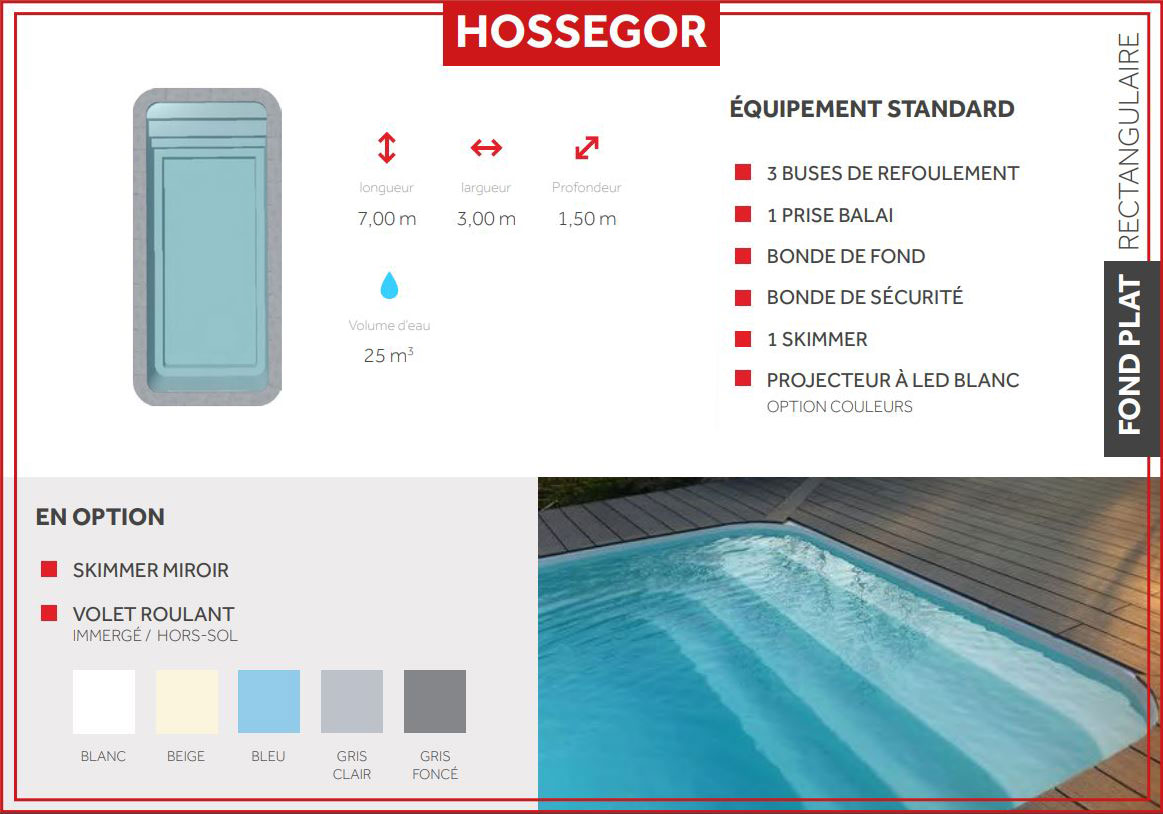 HOSSEGOR
RECTANGULAIRE
FOND PLAT
longueur
7,00 m
largueur
3,00 m
Profondeur
1,50 m
Volume d'eau
25 m³
ÉQUIPEMENT STANDARD
3 BUSES DE REFOULEMENT
1 PRISE BALAI
BONDE DE FOND
BONDE DE SÉCURITÉ
1 SKIMMER
PROJECTEUR À LED BLANC
OPTION COULEURS
EN OPTION
SKIMMER MIROIR
VOLET ROULANT
IMMERGÉ / HORS-SOL
BLANC
BEIGE
BLEU
GRIS
CLAIR
GRIS
FONCÉ